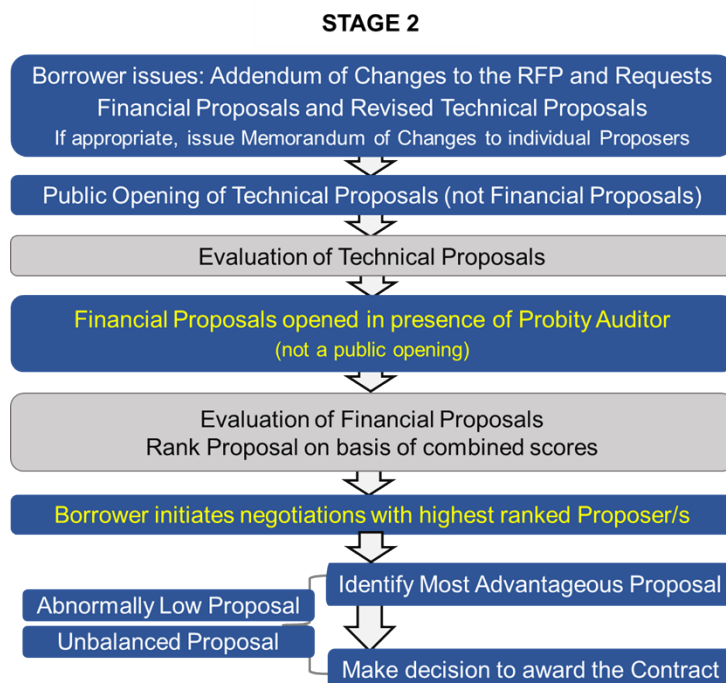 STAGE 2
Borrower issues: Addendum of Changes to the RFP and Requests
Financial Proposals and Revised Technical Proposals
If appropriate, issue Memorandum of Changes to individual Proposers
Public Opening of Technical Proposals (not Financial Proposals)
Evaluation of Technical Proposals
Financial Proposals opened in presence of Probity Auditor
(not a public opening)
Evaluation of Financial Proposals
Rank Proposal on basis of combined scores
Borrower initiates negotiations with highest ranked Proposer/s
Identify Most Advantageous Proposal
Abnormally Low Proposal
Unbalanced Proposal
Make decision to award the Contract